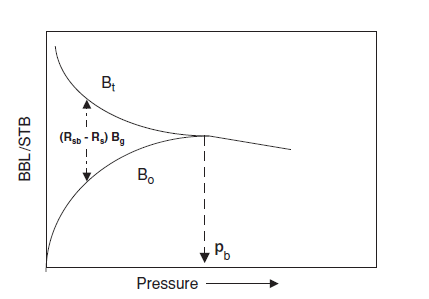 Bt
(Rsb - Rs) Bg
Bo
BBL/STB
pb
Pressure